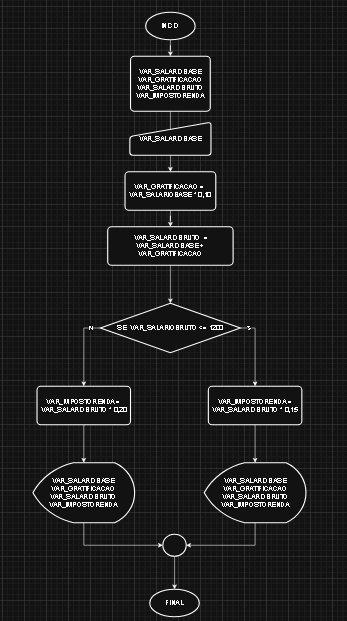 INICIO
VAR_SALARIO BASE
VAR_GRATIFICACAO
VAR_SALARIO BRUTO
VAR_IMPOSTO RENDA
VAR_SALARIO BASE
VAR_GRATIFICACAO =
VAR_SALARIO BASE * 0,10
VAR_SALARIO BRUTO =
VAR_SALARIO BASE +
VAR_GRATIFICACAO
N
SE VAR_SALARIO BRUTO <= 1200
S
VAR_IMPOSTO RENDA =
VAR_SALARIO BRUTO * 0,20
VAR_IMPOSTO RENDA =
VAR_SALARIO BRUTO * 0,15
VAR_SALARIO BASE
VAR_GRATIFICACAO
VAR_SALARIO BRUTO
VAR_IMPOSTO RENDA
VAR_SALARIO BASE
VAR_GRATIFICACAO
VAR_SALARIO BRUTO
VAR_IMPOSTO RENDA
FINAL